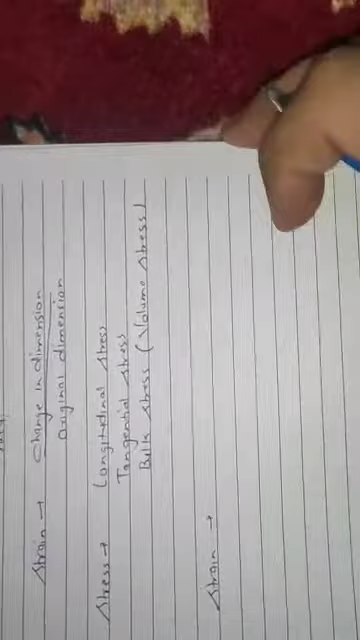 Strain → Change in dimension
Original dimension
Stress → Longitudinal stress
Tangential stress
Bulk stress (Volume stress)
Strain →